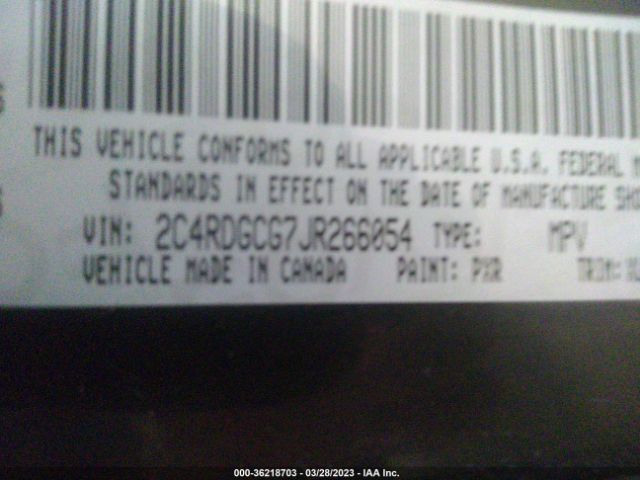 THIS VEHICLE CONFORMS TO ALL APPLICABLE U.S.A. FEDERAL
STANDARDS IN EFFECT ON THE DATE OF MANUFACTURE
VIN: 2C4RDGCG7JR266054 TYPE: MPV
VEHICLE MADE IN CANADA PAINT: PXR TRIM:
000-36218703 - 03/28/2023 - IAA Inc.